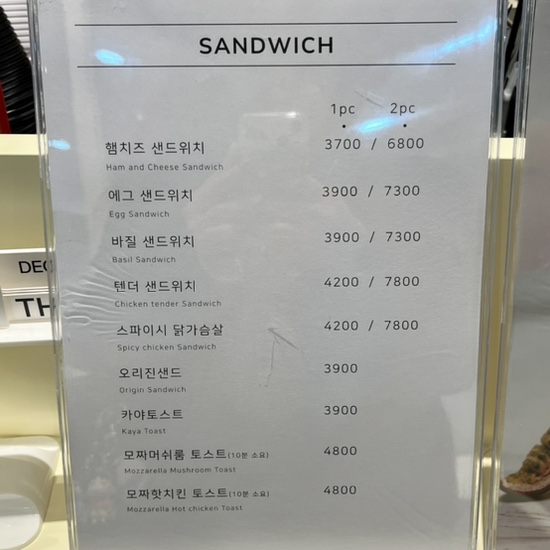 SANDWICH
1pc 2pc
햄치즈 샌드위치 3700 / 6800
Ham and Cheese Sandwich
에그 샌드위치 3900 / 7300
Egg Sandwich
바질 샌드위치 3900 / 7300
Basil Sandwich
텐더 샌드위치 4200 / 7800
Chicken tender Sandwich
스파이시 닭가슴살 4200 / 7800
Spicy chicken Sandwich
오리진샌드 3900
Origin Sandwich
카야토스트 3900
Kaya Toast
모짜머쉬룸 토스트(10분 소요) 4800
Mozzarella Mushroom Toast
모짜핫치킨 토스트(10분 소요) 4800
Mozzarella Hot chicken Toast